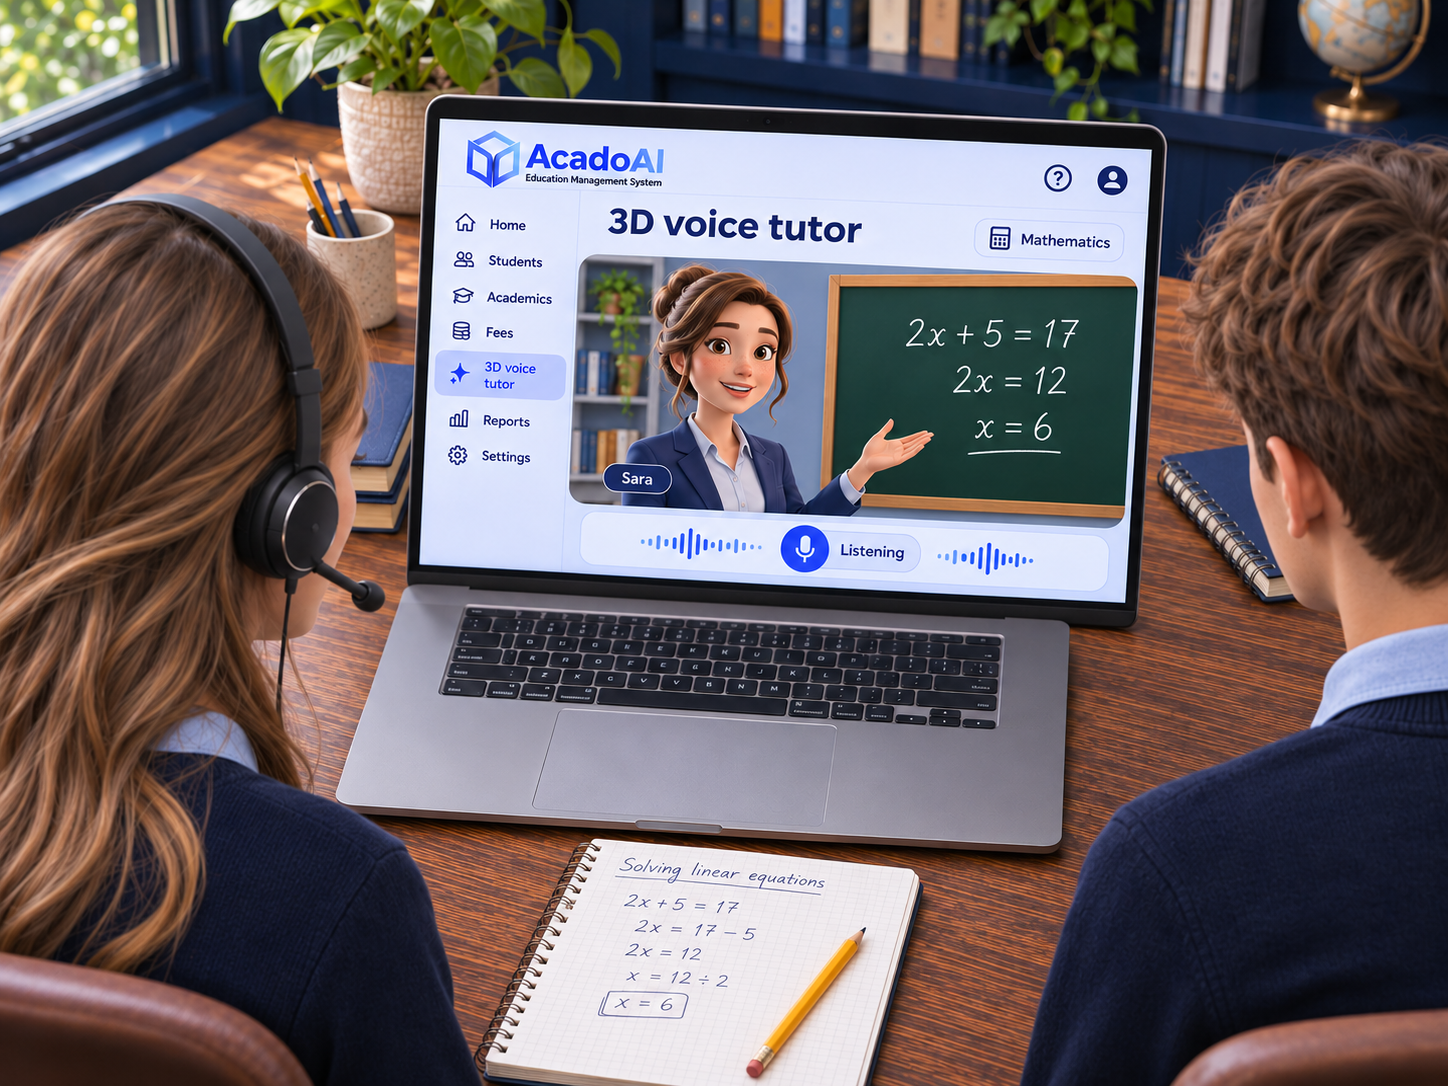 AcadoAI
Education Management System
?
Home
Students
Academics
Fees
3D voice
tutor
Reports
Settings
3D voice tutor
Mathematics
2x + 5 = 17
2x = 12
x = 6
Sara
Listening
Solving linear equations
2x + 5 = 17
2x = 17 - 5
2x = 12
x = 12 ÷ 2
x = 6